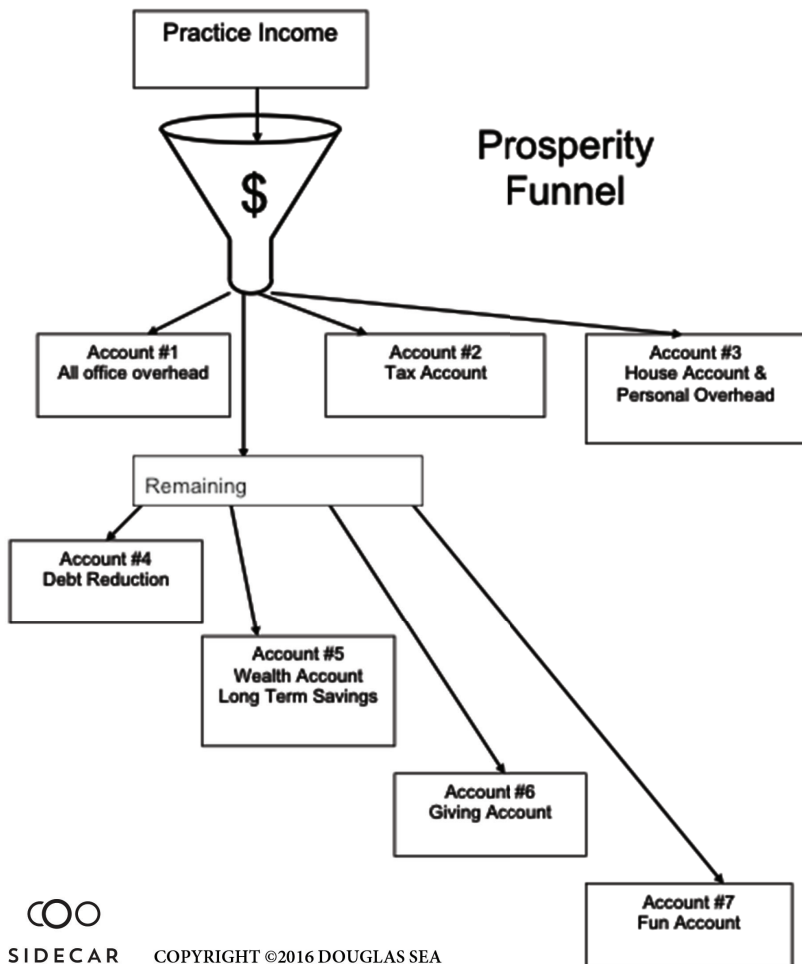 Practice Income
Prosperity
Funnel
$
Account #1
All office overhead
Account #2
Tax Account
Account #3
House Account &
Personal Overhead
Remaining
Account #4
Debt Reduction
Account #5
Wealth Account
Long Term Savings
Account #6
Giving Account
Account #7
Fun Account
SIDECAR
COPYRIGHT ©2016 DOUGLAS SEA